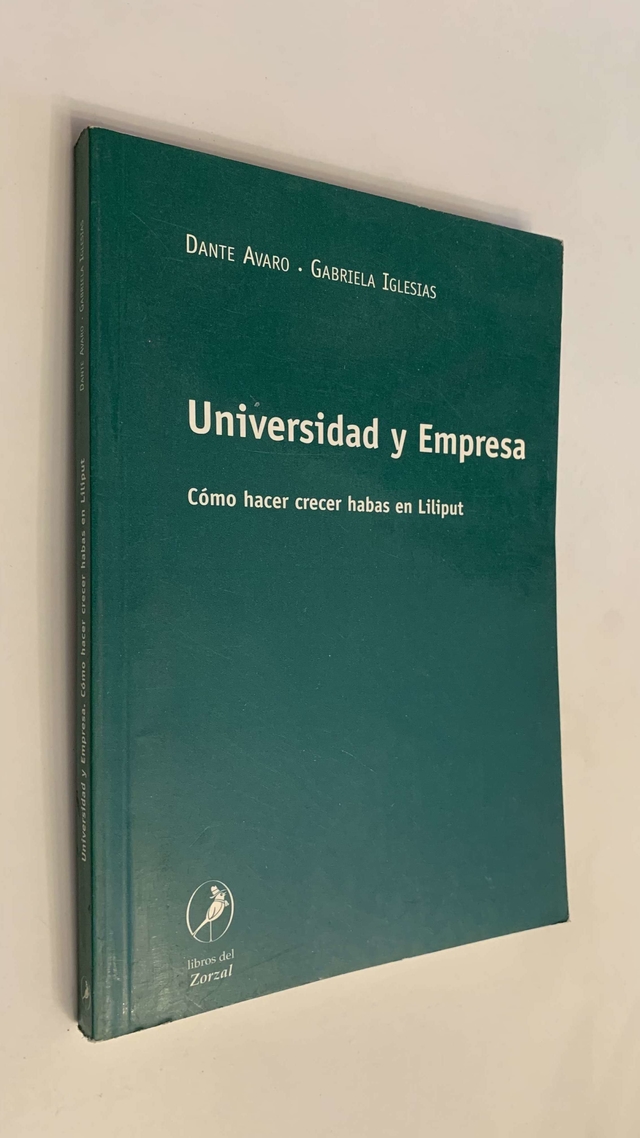 DANTE AVARO · GABRIELA IGLESIAS
Universidad y Empresa
Cómo hacer crecer habas en Liliput
libros del
Zorzal
DANTE AVARO · GABRIELA IGLESIAS
Universidad y Empresa. Cómo hacer crecer habas en Liliput